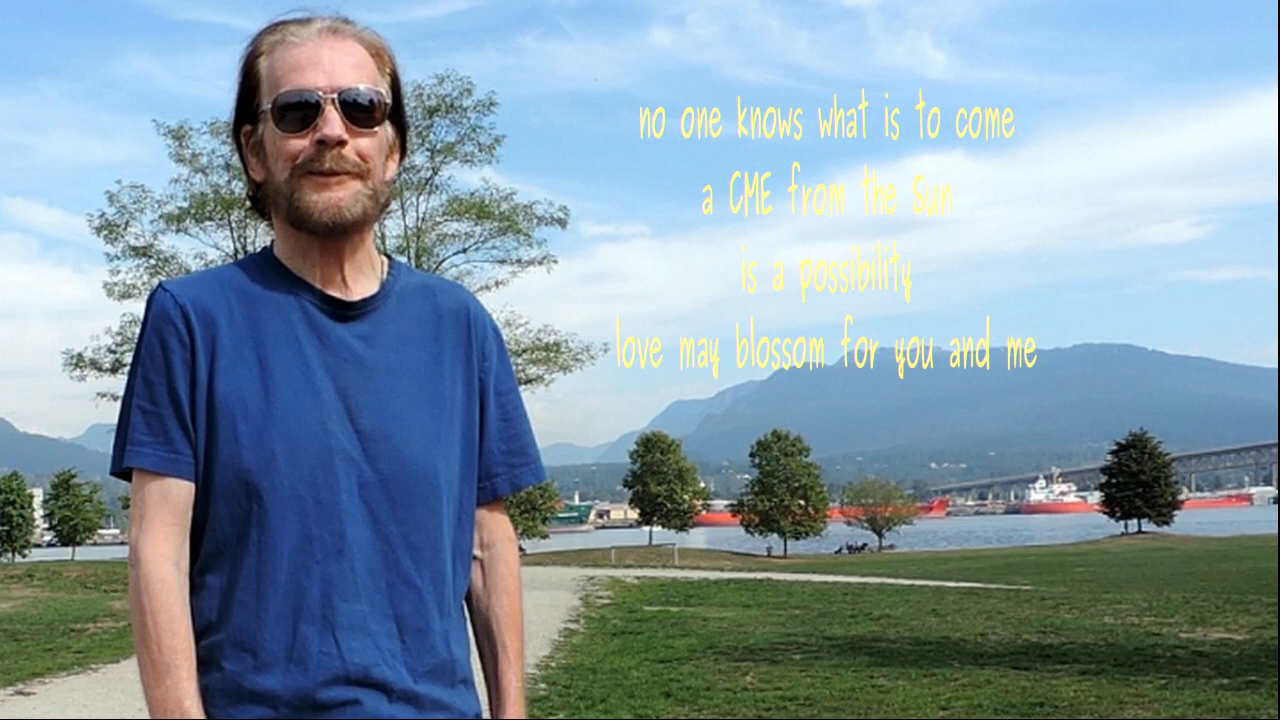 no one knows what is to come
a CME from the Sun
is a possibility
love may blossom for you and me